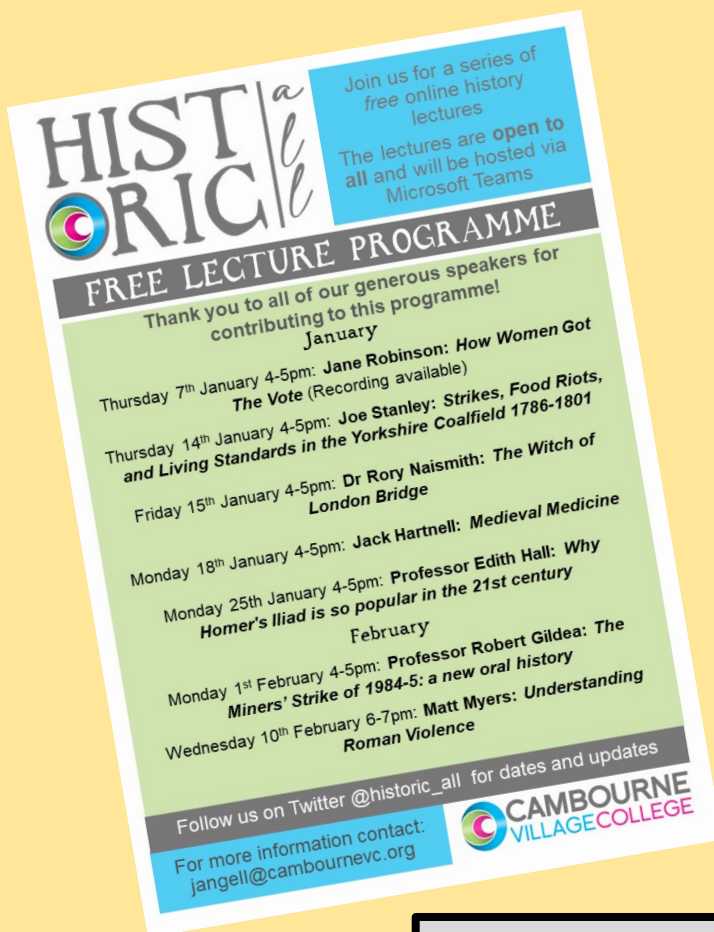 HIST
ORIC
all
Join us for a series of
free online history
lectures
The lectures are open to
all and will be hosted via
Microsoft Teams
FREE LECTURE PROGRAMME
Thank you to all of our generous speakers for
contributing to this programme!
January
Thursday 7th January 4-5pm: Jane Robinson: How Women Got
The Vote (Recording available)
Thursday 14th January 4-5pm: Joe Stanley: Strikes, Food Riots,
and Living Standards in the Yorkshire Coalfield 1786-1801
Friday 15th January 4-5pm: Dr Rory Naismith: The Witch of
London Bridge
Monday 18th January 4-5pm: Jack Hartnell: Medieval Medicine
Monday 25th January 4-5pm: Professor Edith Hall: Why
Homer's Iliad is so popular in the 21st century
February
Monday 1st February 4-5pm: Professor Robert Gildea: The
Miners' Strike of 1984-5: a new oral history
Wednesday 10th February 6-7pm: Matt Myers: Understanding
Roman Violence
Follow us on Twitter @historic_all for dates and updates
For more information contact:
jangell@cambournevc.org
CAMBOURNE
VILLAGECOLLEGE